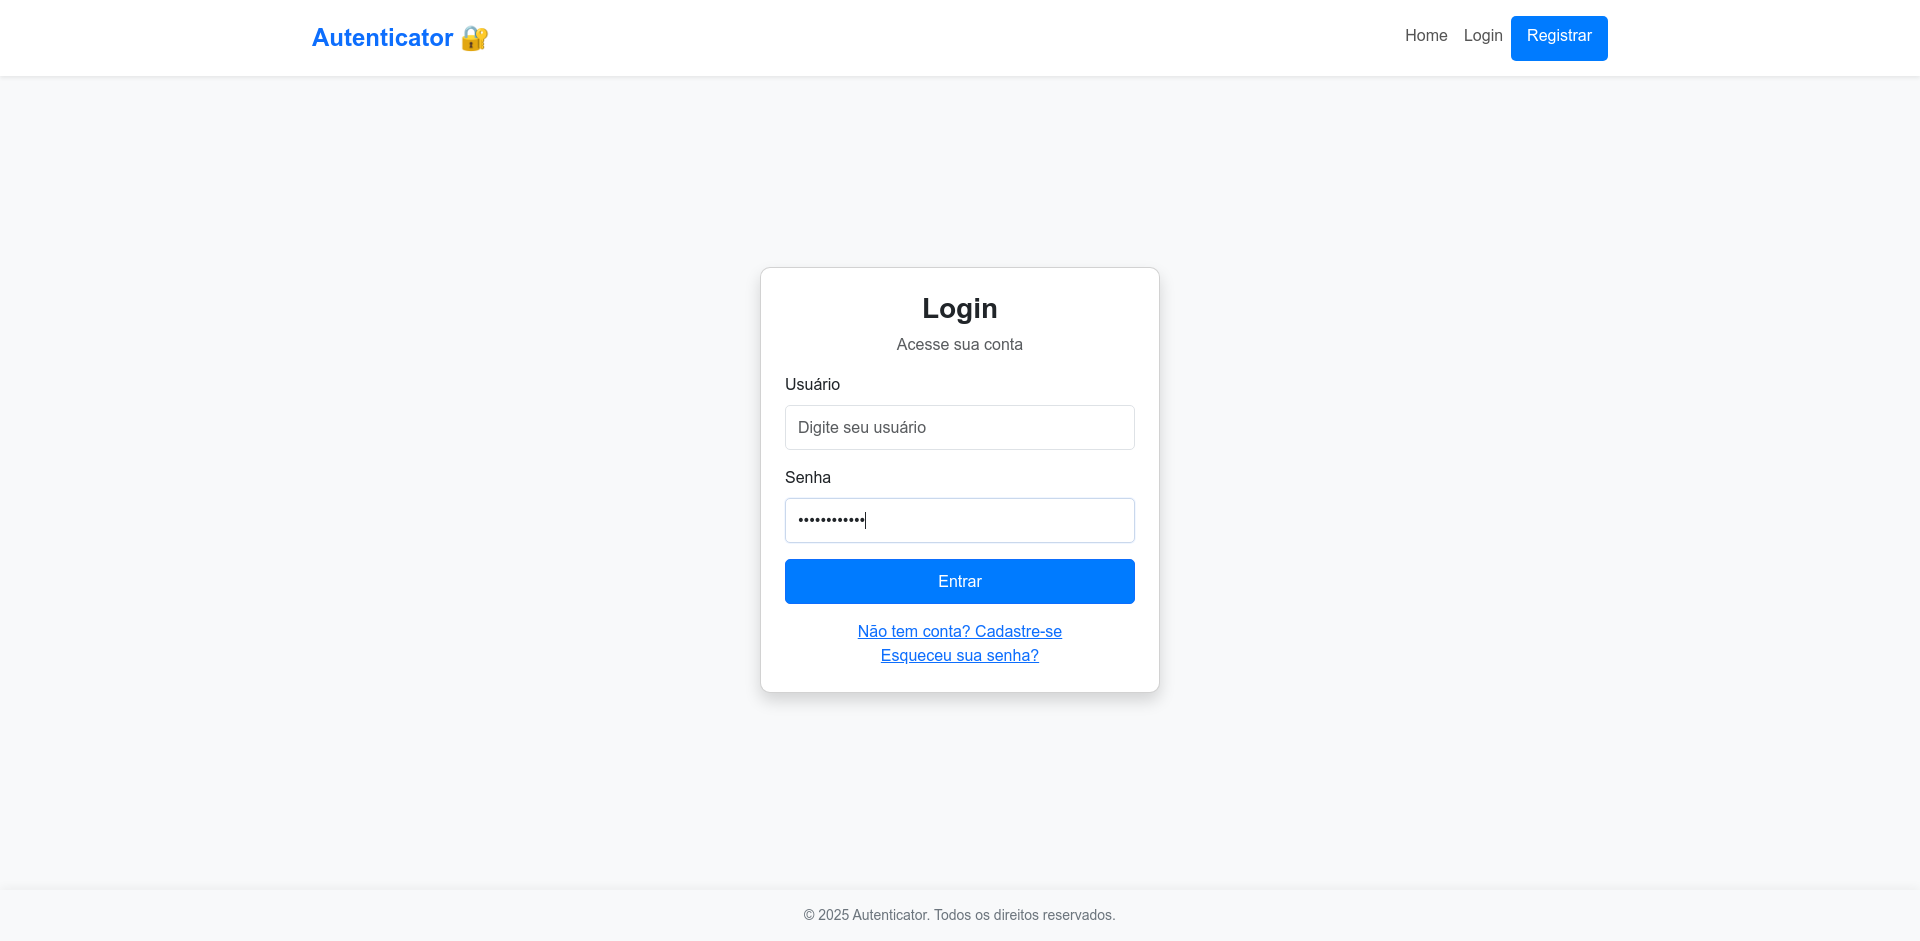 Autenticator 🔐
Home Login Registrar
Login
Acesse sua conta
Usuário
Digite seu usuário
Senha
••••••••••••
Entrar
Não tem conta? Cadastre-se
Esqueceu sua senha?
© 2025 Autenticator. Todos os direitos reservados.